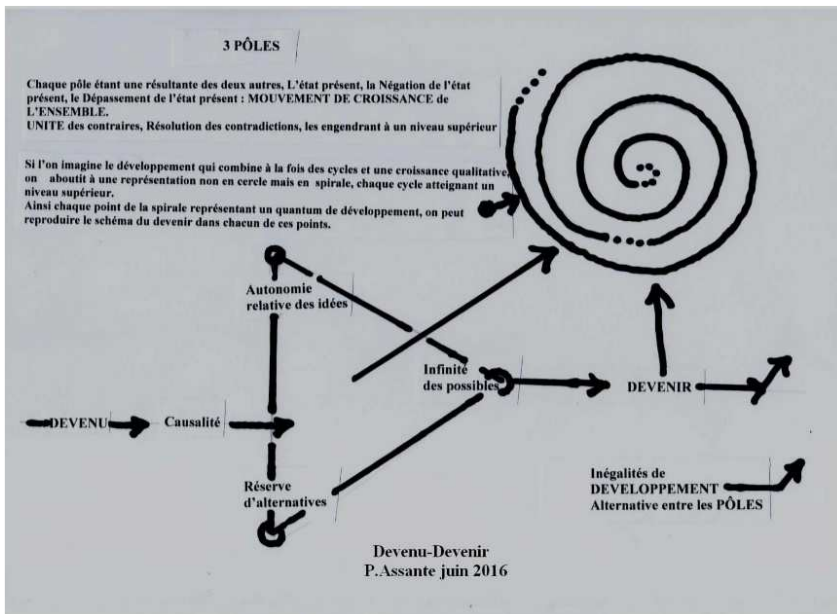 3 PÔLES
Chaque pôle étant une résultante des deux autres, L'état présent, la Négation de l'état
présent, le Dépassement de l'état présent : MOUVEMENT DE CROISSANCE de
L'ENSEMBLE.
UNITE des contraires, Résolution des contradictions, les engendrant à un niveau supérieur
Si l'on imagine le développement qui combine à la fois des cycles et une croissance qualitative,
on aboutit à une représentation non en cercle mais en spirale, chaque cycle atteignant un
niveau supérieur.
Ainsi chaque point de la spirale représentant un quantum de développement, on peut
reproduire le schéma du devenir dans chacun de ces points.
Autonomie
relative des idées
Infinité
des possibles
DEVENIR
DEVENU
Causalité
Réserve
d'alternatives
Inégalités de
DEVELOPPEMENT
Alternative entre les PÔLES
Devenu-Devenir
P.Assante juin 2016